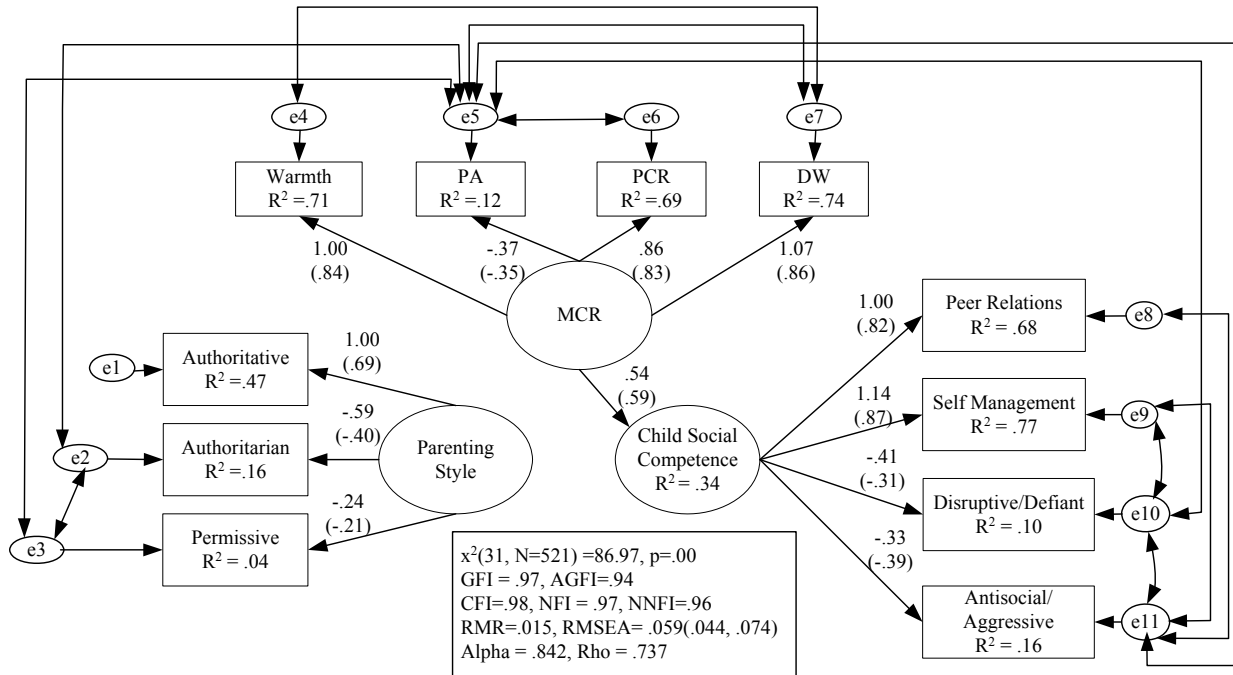 e4
e5
e6
e7
Warmth
R² =.71
PA
R² =.12
PCR
R² =.69
DW
R² =.74
1.00
(.84)
-.37
(-.35)
.86
(.83)
1.07
(.86)
MCR
e1
Authoritative
R² =.47
1.00
(.69)
e2
Authoritarian
R² =.16
-.59
(-.40)
e3
Permissive
R² =.04
-.24
(-.21)
Parenting
Style
.54
(.59)
Child Social
Competence
R² = .34
1.00
(.82)
Peer Relations
R² = .68
e8
1.14
(.87)
Self Management
R² = .77
e9
-.41
(-.31)
Disruptive/Defiant
R² = .10
e10
-.33
(-.39)
Antisocial/
Aggressive
R² = .16
e11
x²(31, N=521) =86.97, p=.00
GFI = .97, AGFI=.94
CFI=.98, NFI = .97, NNFI=.96
RMR=.015, RMSEA= .059(.044, .074)
Alpha = .842, Rho = .737